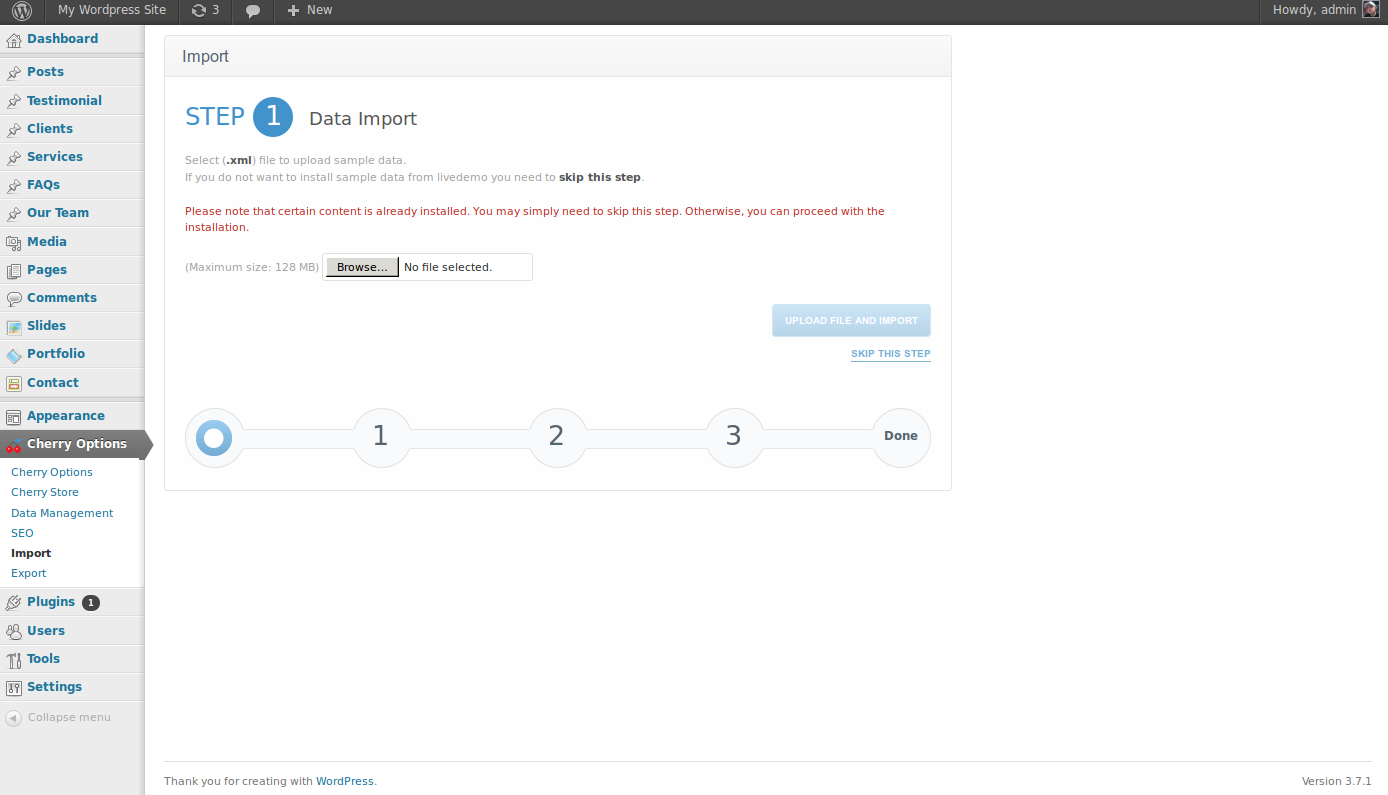 My Wordpress Site 3 New Howdy, admin
Dashboard
Posts
Testimonial
Clients
Services
FAQs
Our Team
Media
Pages
Comments
Slides
Portfolio
Contact
Appearance
Cherry Options
Cherry Options
Cherry Store
Data Management
SEO
Import
Export
Plugins 1
Users
Tools
Settings
Collapse menu
Import
STEP 1 Data Import
Select (.xml) file to upload sample data.
If you do not want to install sample data from livedemo you need to skip this step.
Please note that certain content is already installed. You may simply need to skip this step. Otherwise, you can proceed with the
installation.
(Maximum size: 128 MB) Browse... No file selected.
UPLOAD FILE AND IMPORT
SKIP THIS STEP
1 2 3 Done
Thank you for creating with WordPress. Version 3.7.1